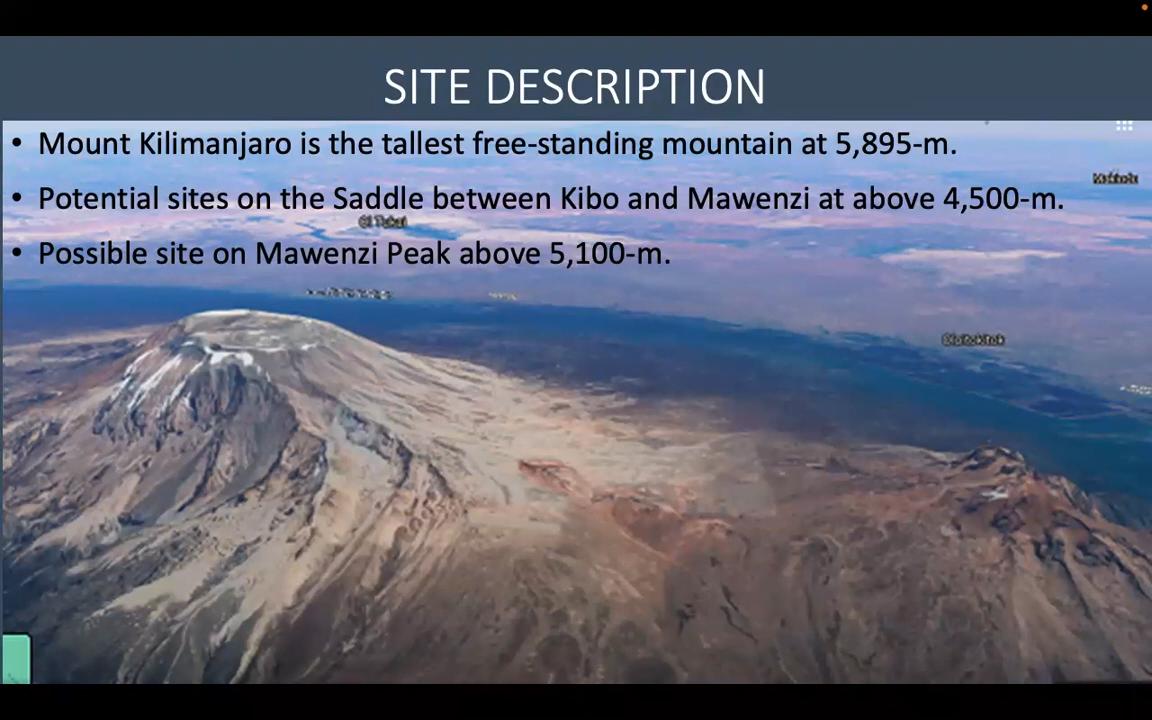 SITE DESCRIPTION
• Mount Kilimanjaro is the tallest free-standing mountain at 5,895-m.
• Potential sites on the Saddle between Kibo and Mawenzi at above 4,500-m.
• Possible site on Mawenzi Peak above 5,100-m.